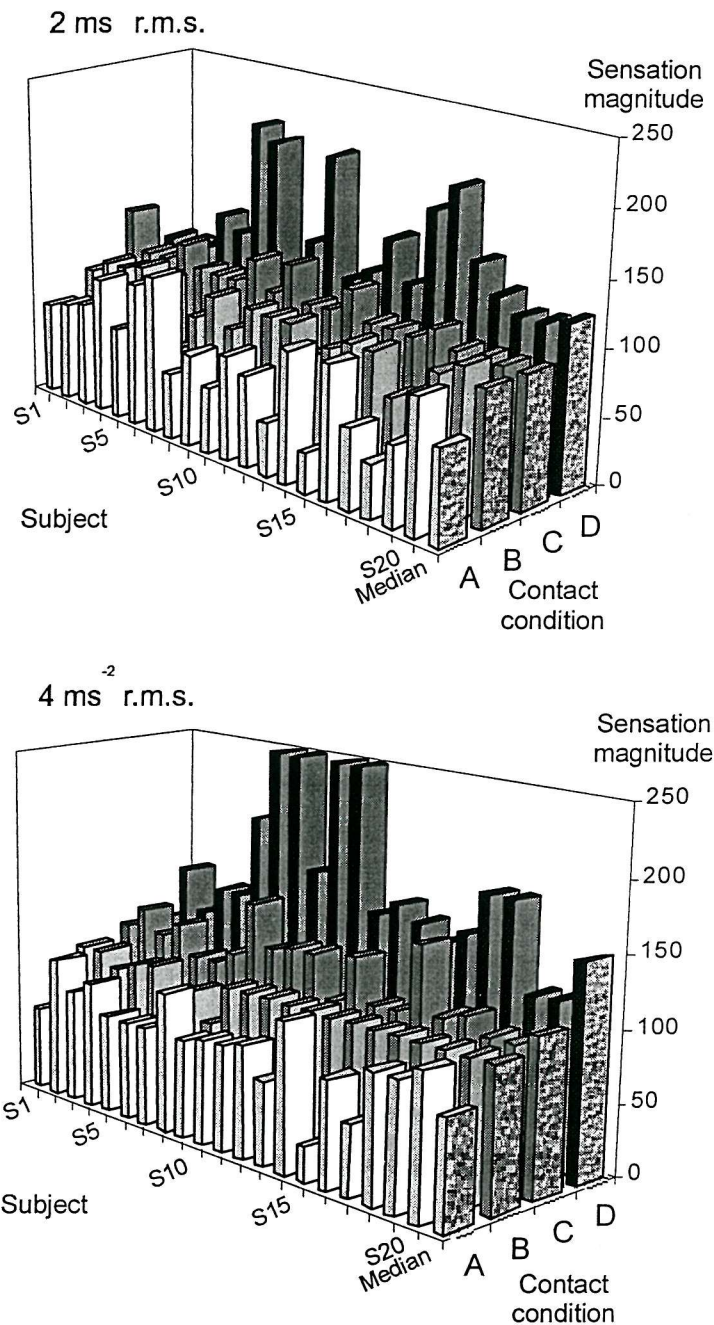 2 ms r.m.s.
Sensation
magnitude
250
200
150
100
50
0
S1
S5
S10
S15
S20
Median
Subject
A
B
C
D
Contact
condition
4 ms-2 r.m.s.
Sensation
magnitude
250
200
150
100
50
0
S1
S5
S10
S15
S20
Median
Subject
A
B
C
D
Contact
condition